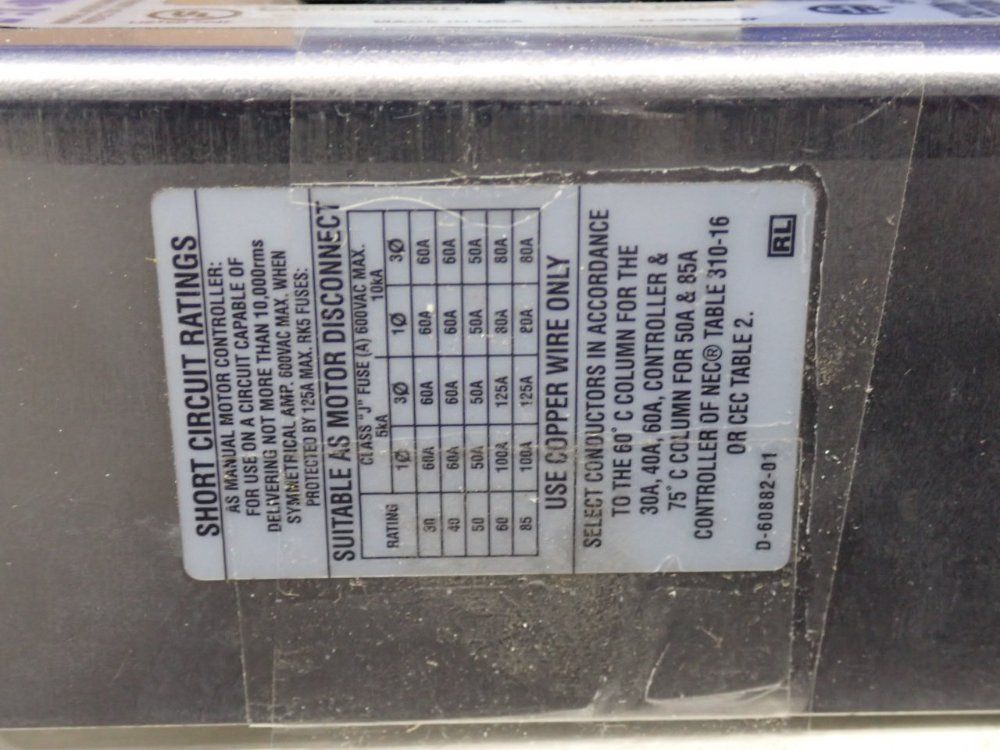 MADE IN USA
SHORT CIRCUIT RATINGS
AS MANUAL MOTOR CONTROLLER:
FOR USE ON A CIRCUIT CAPABLE OF
DELIVERING NOT MORE THAN 10,000rms
SYMMETRICAL AMP. 600VAC MAX. WHEN
PROTECTED BY 125A MAX. RK5 FUSES:
SUITABLE AS MOTOR DISCONNECT
CLASS "J" FUSE (A) 600VAC MAX.
5kA 10kA
RATING 1Ø 3Ø 1Ø 3Ø
30 60A 60A 60A 60A
40 60A 60A 60A 60A
50 50A 50A 50A 50A
60 100A 125A 80A 80A
85 100A 125A 80A 80A
USE COPPER WIRE ONLY
SELECT CONDUCTORS IN ACCORDANCE
TO THE 60° C COLUMN FOR THE
30A, 40A, 60A, CONTROLLER &
75° C COLUMN FOR 50A & 85A
CONTROLLER OF NEC® TABLE 310-16
OR CEC TABLE 2.
D-60882-01 RL